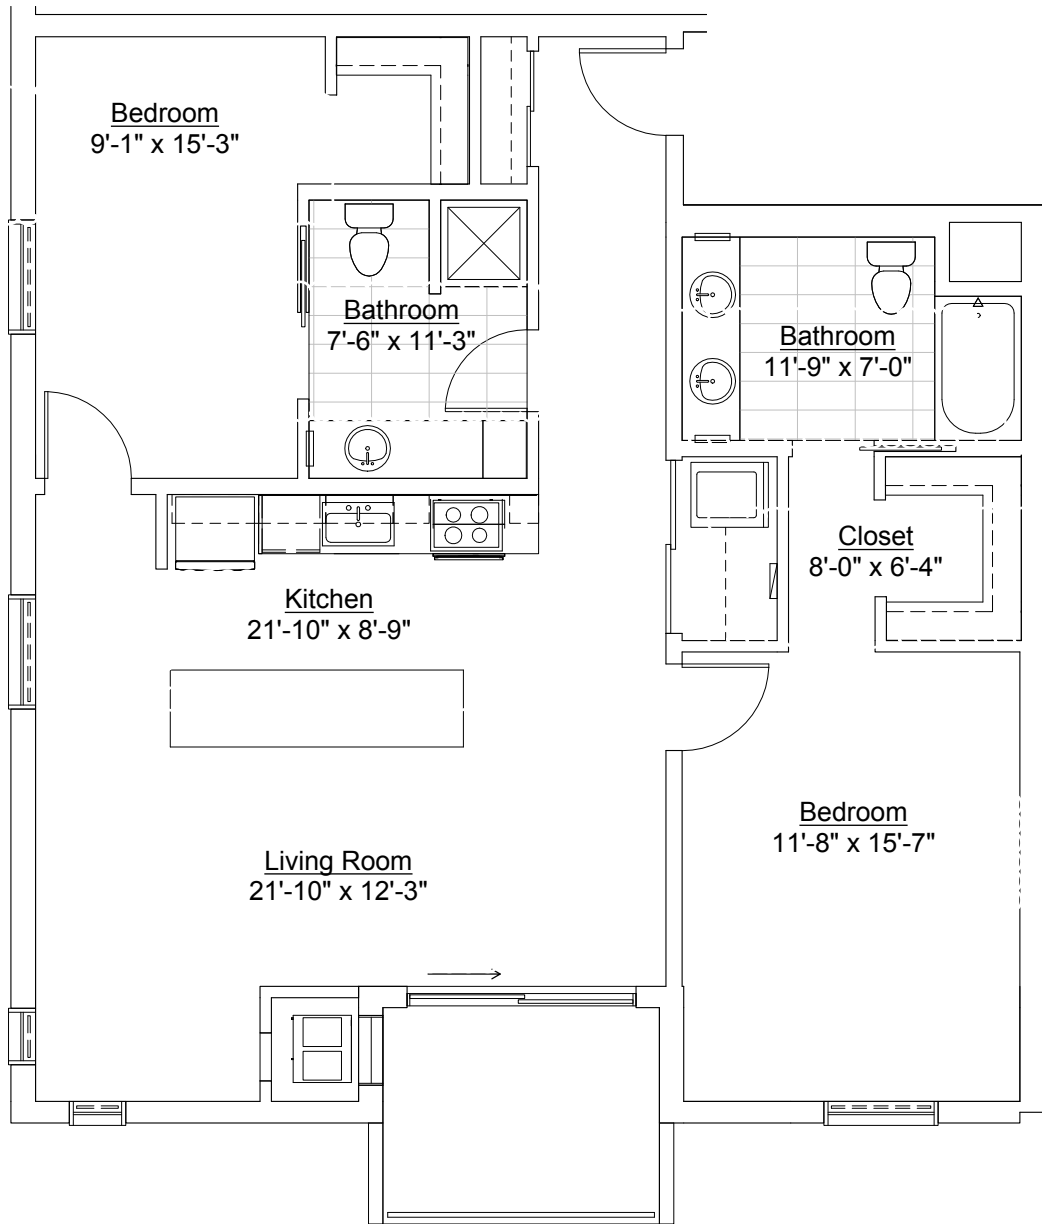 Bedroom
9'-1" x 15'-3"
Bathroom
7'-6" x 11'-3"
Bathroom
11'-9" x 7'-0"
Closet
8'-0" x 6'-4"
Kitchen
21'-10" x 8'-9"
Bedroom
11'-8" x 15'-7"
Living Room
21'-10" x 12'-3"